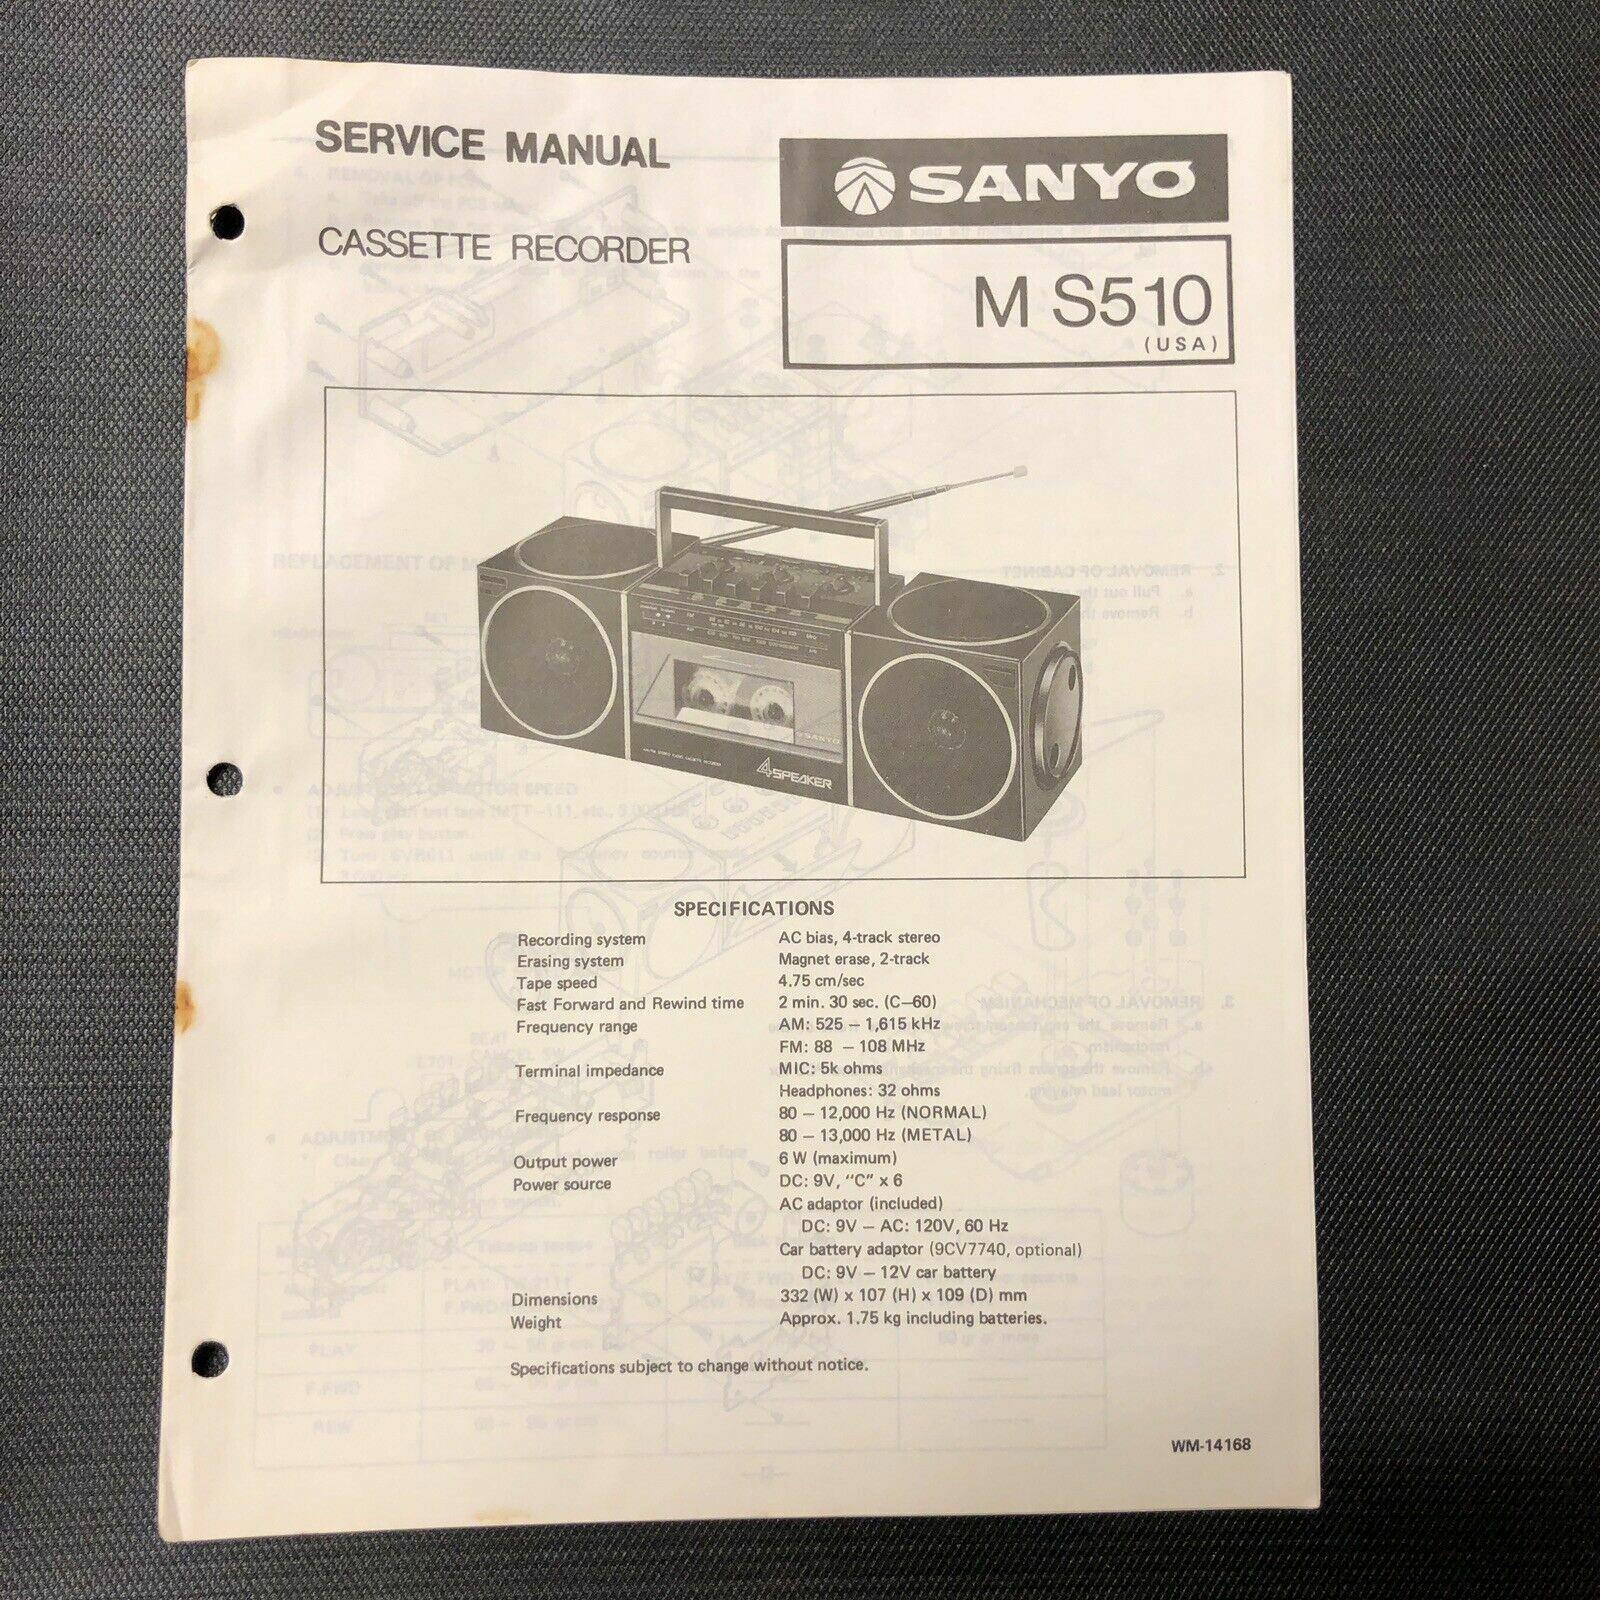 SERVICE MANUAL
SANYO
CASSETTE RECORDER
M S510
(USA)
SANYO
4 SPEAKER
SPECIFICATIONS
Recording system AC bias, 4-track stereo
Erasing system Magnet erase, 2-track
Tape speed 4.75 cm/sec
Fast Forward and Rewind time 2 min. 30 sec. (C–60)
Frequency range AM: 525 – 1,615 kHz
FM: 88 – 108 MHz
Terminal impedance MIC: 5k ohms
Headphones: 32 ohms
Frequency response 80 – 12,000 Hz (NORMAL)
80 – 13,000 Hz (METAL)
Output power 6 W (maximum)
Power source DC: 9V, "C" x 6
AC adaptor (included)
DC: 9V – AC: 120V, 60 Hz
Car battery adaptor (9CV7740, optional)
DC: 9V – 12V car battery
Dimensions 332 (W) x 107 (H) x 109 (D) mm
Weight Approx. 1.75 kg including batteries.
Specifications subject to change without notice.
WM-14168